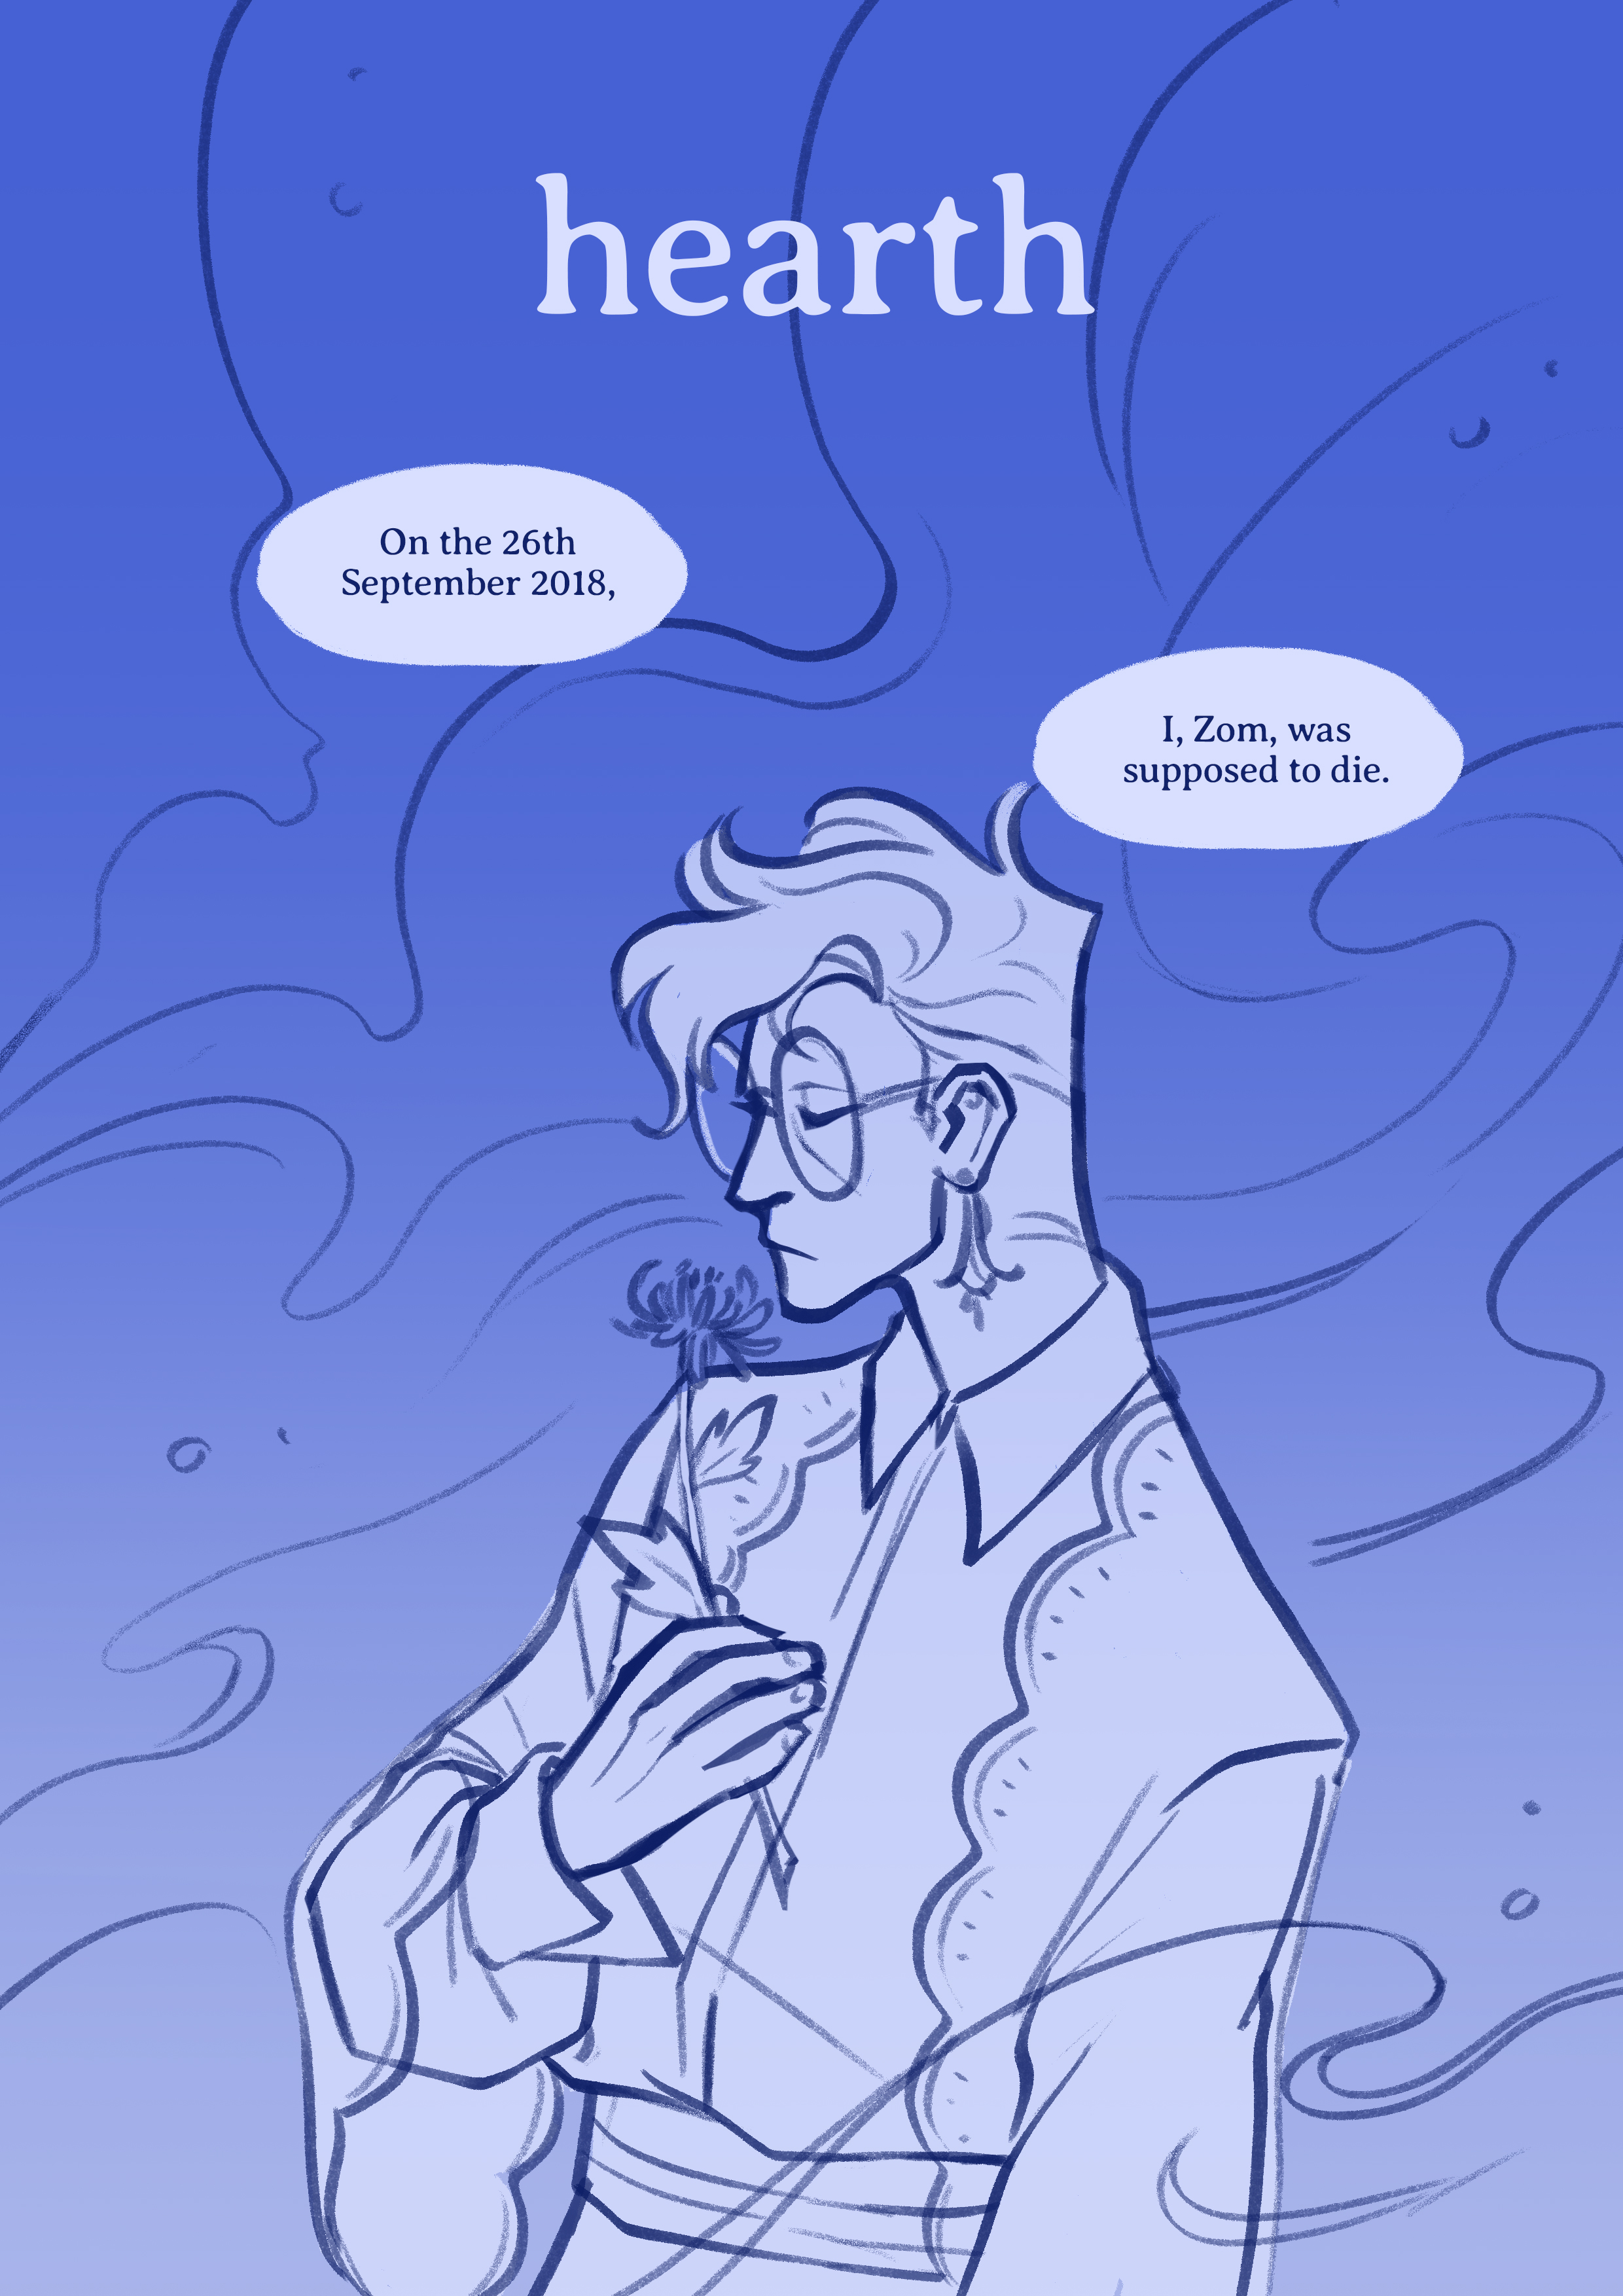 hearth
On the 26th
September 2018,
I, Zom, was
supposed to die.